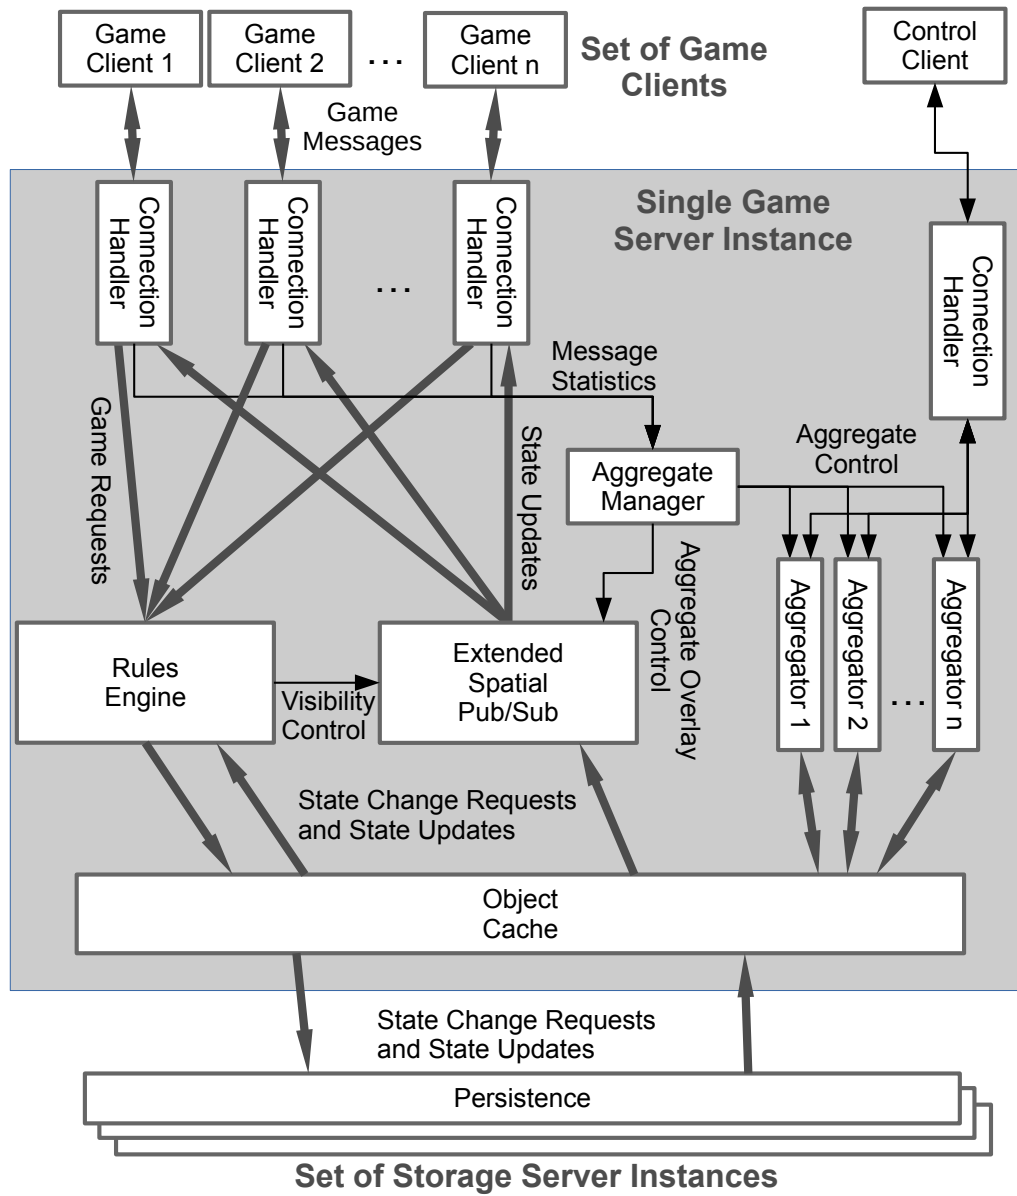 Game
Client 1
Game
Client 2
...
Game
Client n
Set of Game
Clients
Control
Client
Game
Messages
Single Game
Server Instance
Connection
Handler
Connection
Handler
...
Connection
Handler
Connection
Handler
Message
Statistics
Game Requests
State Updates
Aggregate
Manager
Aggregate
Control
Aggregate Overlay
Control
Aggregator 1
Aggregator 2
...
Aggregator n
Rules
Engine
Visibility
Control
Extended
Spatial
Pub/Sub
State Change Requests
and State Updates
Object
Cache
State Change Requests
and State Updates
Persistence
Set of Storage Server Instances